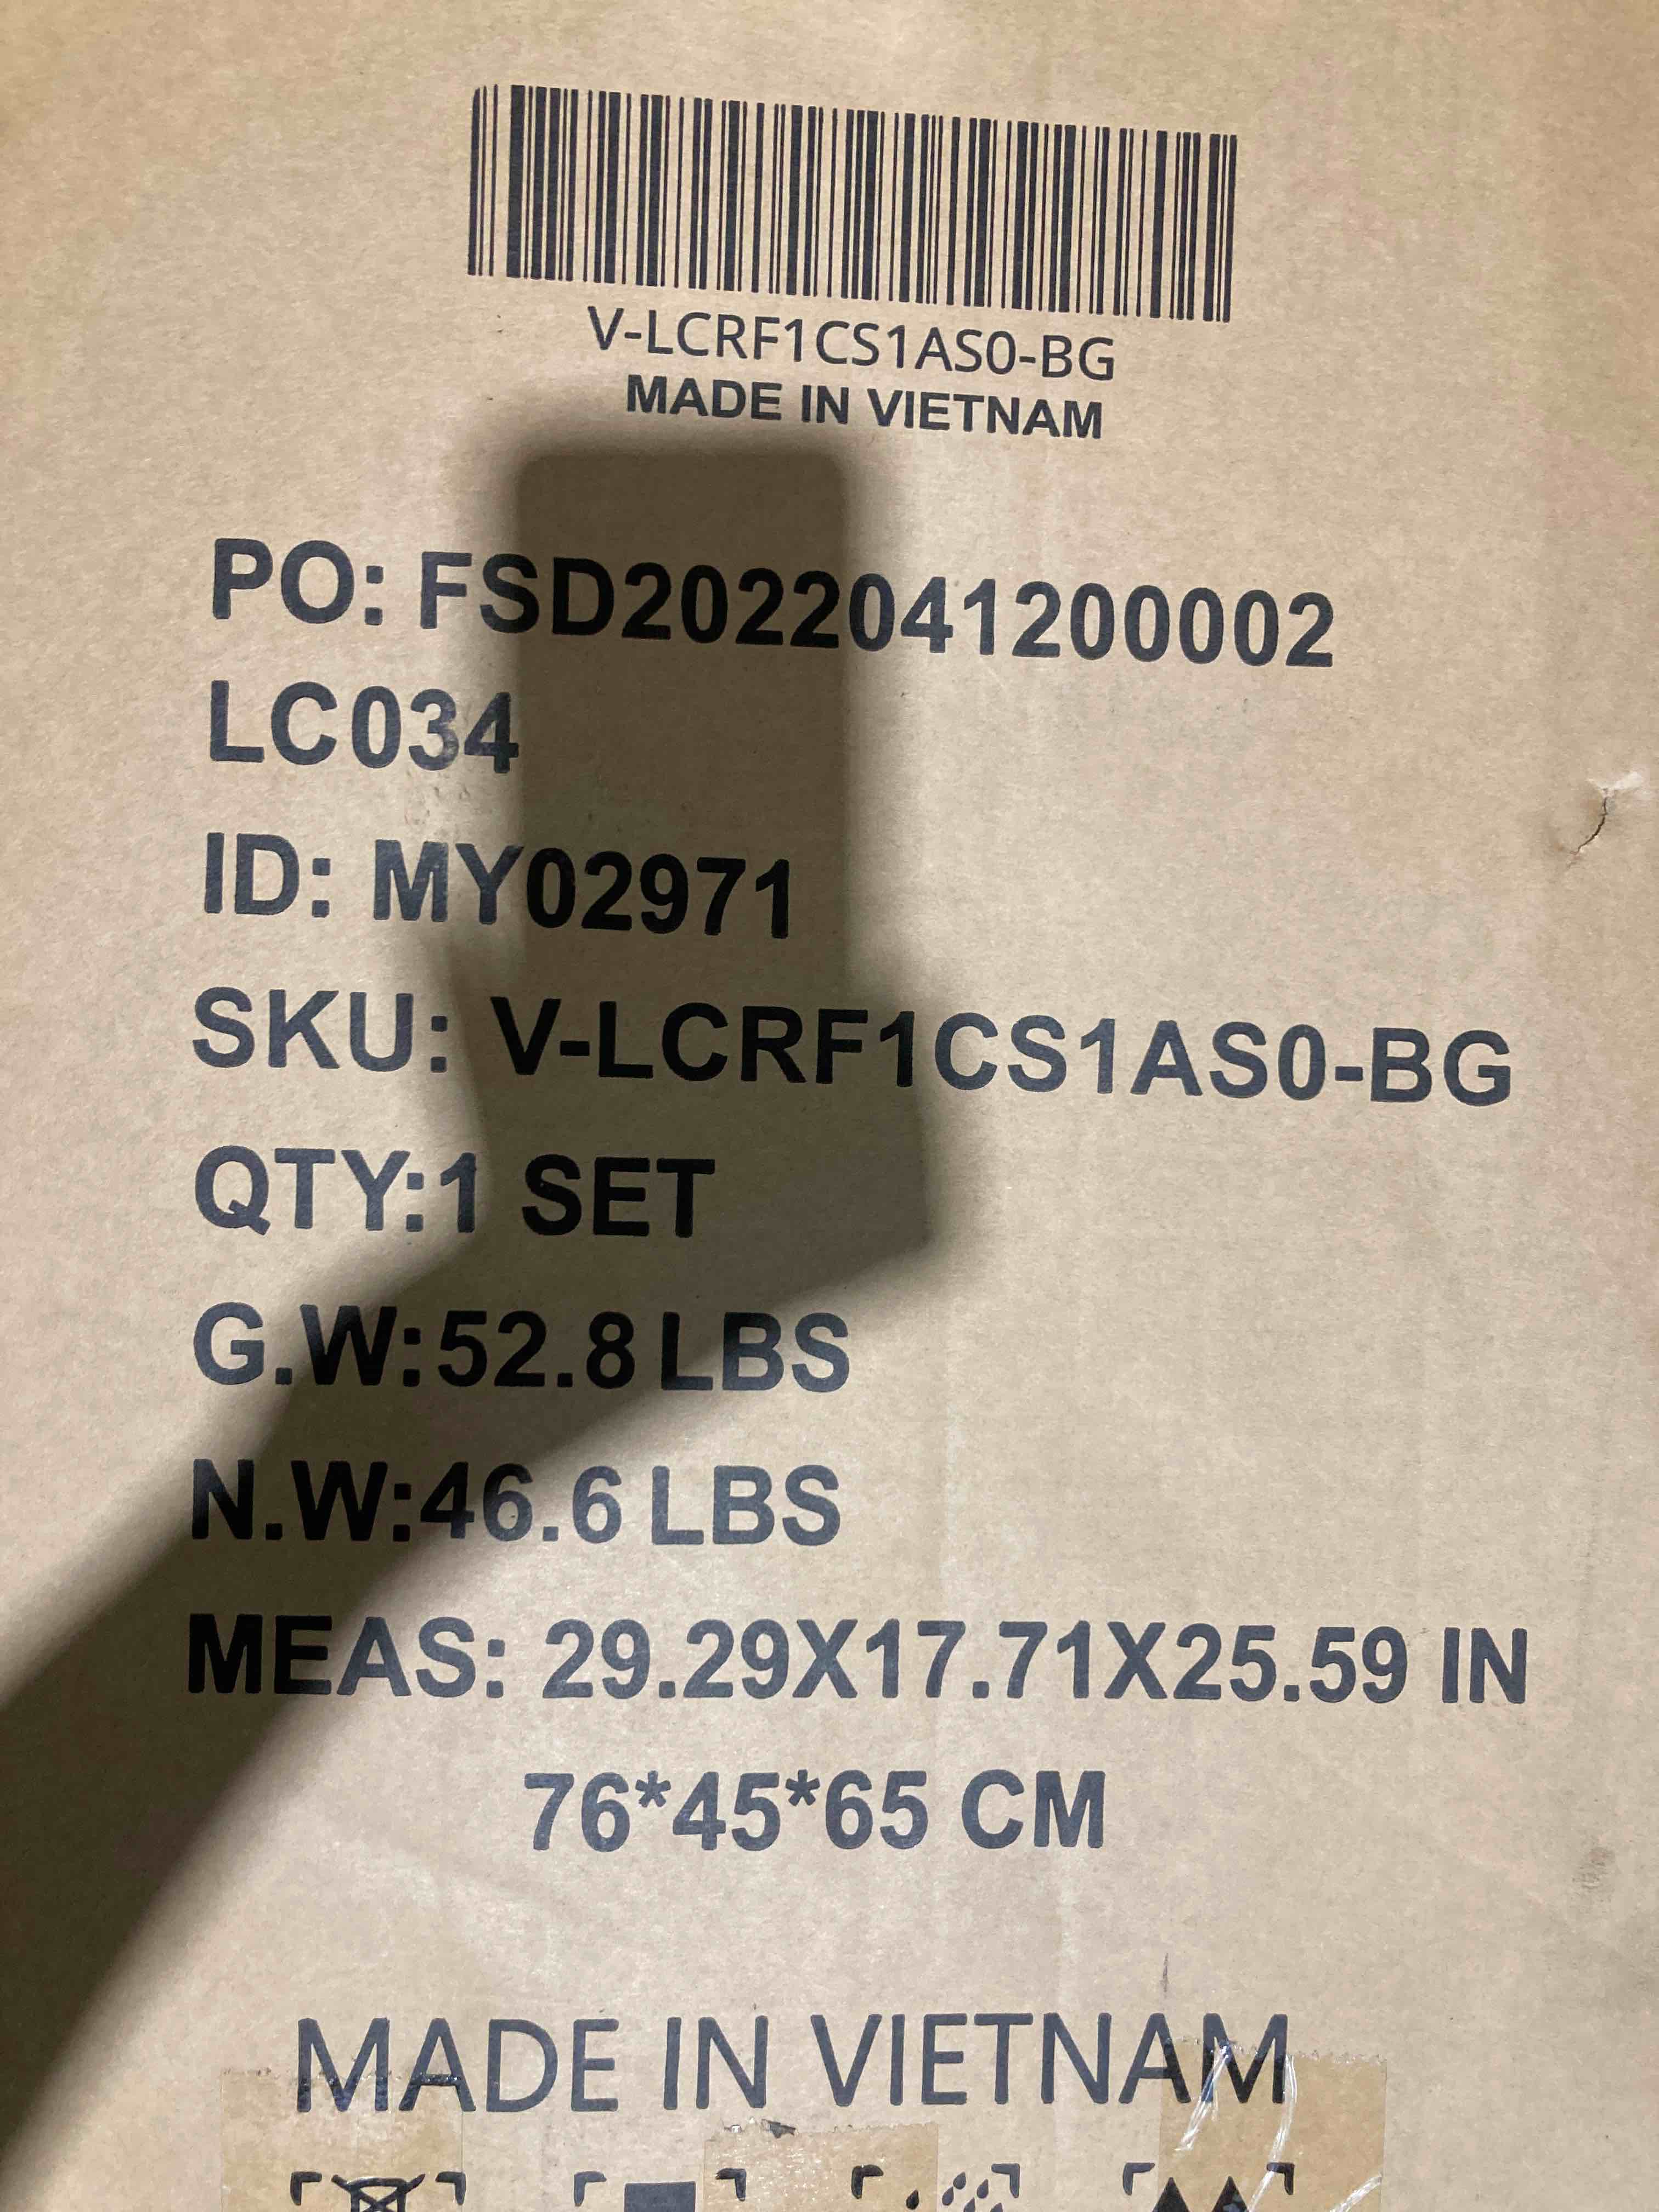 V-LCRF1CS1AS0-BG
MADE IN VIETNAM
PO: FSD2022041200002
LC034
ID: MY02971
SKU: V-LCRF1CS1AS0-BG
QTY:1 SET
G.W:52.8 LBS
N.W:46.6 LBS
MEAS: 29.29X17.71X25.59 IN
76*45*65 CM
MADE IN VIETNAM